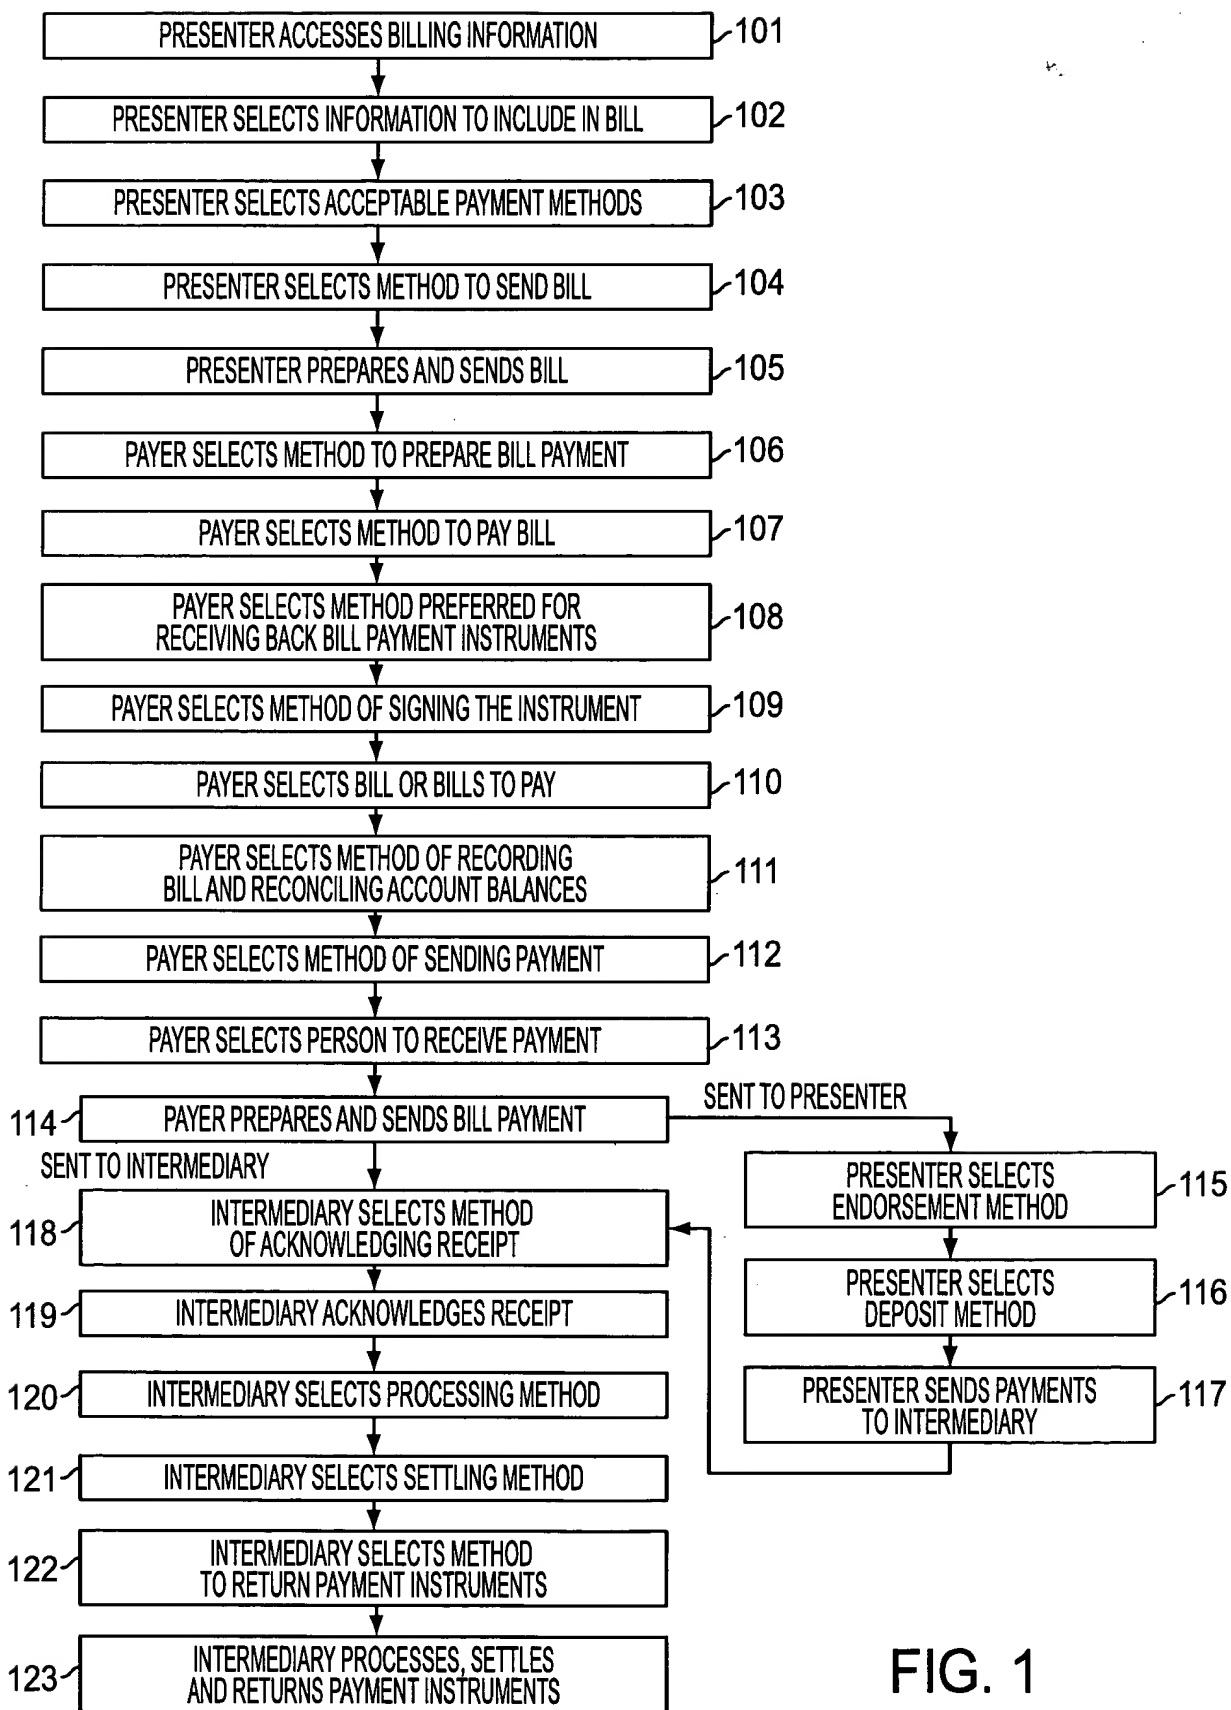 PRESENTER ACCESSES BILLING INFORMATION 101
PRESENTER SELECTS INFORMATION TO INCLUDE IN BILL 102
PRESENTER SELECTS ACCEPTABLE PAYMENT METHODS 103
PRESENTER SELECTS METHOD TO SEND BILL 104
PRESENTER PREPARES AND SENDS BILL 105
PAYER SELECTS METHOD TO PREPARE BILL PAYMENT 106
PAYER SELECTS METHOD TO PAY BILL 107
PAYER SELECTS METHOD PREFERRED FOR
RECEIVING BACK BILL PAYMENT INSTRUMENTS 108
PAYER SELECTS METHOD OF SIGNING THE INSTRUMENT 109
PAYER SELECTS BILL OR BILLS TO PAY 110
PAYER SELECTS METHOD OF RECORDING
BILL AND RECONCILING ACCOUNT BALANCES 111
PAYER SELECTS METHOD OF SENDING PAYMENT 112
PAYER SELECTS PERSON TO RECEIVE PAYMENT 113
114 PAYER PREPARES AND SENDS BILL PAYMENT
SENT TO PRESENTER
SENT TO INTERMEDIARY
PRESENTER SELECTS
ENDORSEMENT METHOD 115
PRESENTER SELECTS
DEPOSIT METHOD 116
PRESENTER SENDS PAYMENTS
TO INTERMEDIARY 117
118 INTERMEDIARY SELECTS METHOD
OF ACKNOWLEDGING RECEIPT
119 INTERMEDIARY ACKNOWLEDGES RECEIPT
120 INTERMEDIARY SELECTS PROCESSING METHOD
121 INTERMEDIARY SELECTS SETTLING METHOD
122 INTERMEDIARY SELECTS METHOD
TO RETURN PAYMENT INSTRUMENTS
123 INTERMEDIARY PROCESSES, SETTLES
AND RETURNS PAYMENT INSTRUMENTS
FIG. 1